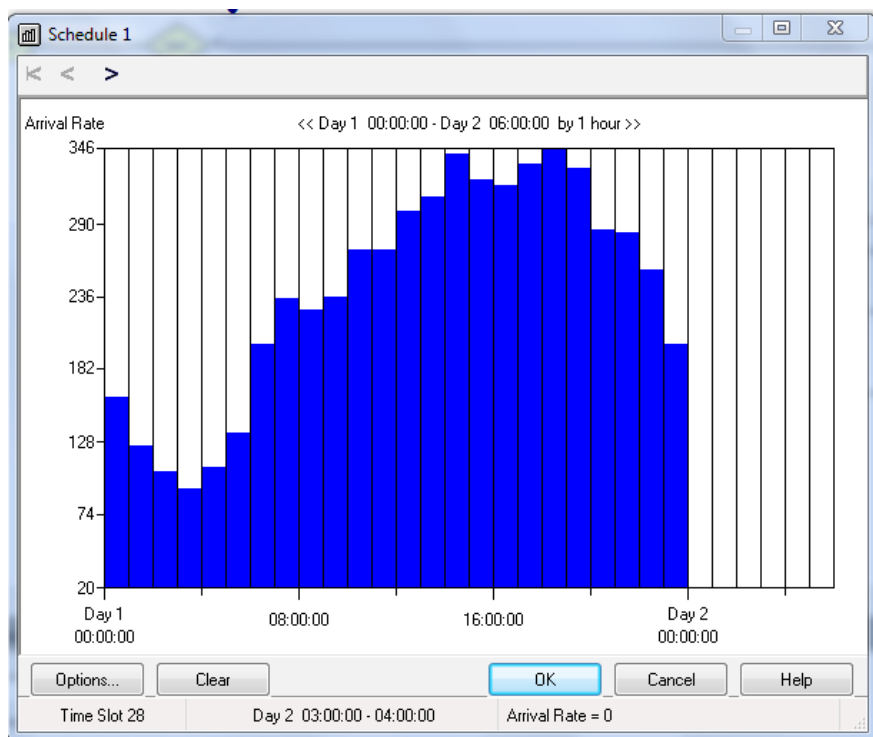 Schedule 1
Arrival Rate
<< Day 1 00:00:00 - Day 2 06:00:00 by 1 hour >>
346
290
236
182
128
74
20
Day 1
00:00:00
08:00:00
16:00:00
Day 2
00:00:00
Options...
Clear
OK
Cancel
Help
Time Slot 28
Day 2 03:00:00 - 04:00:00
Arrival Rate = 0